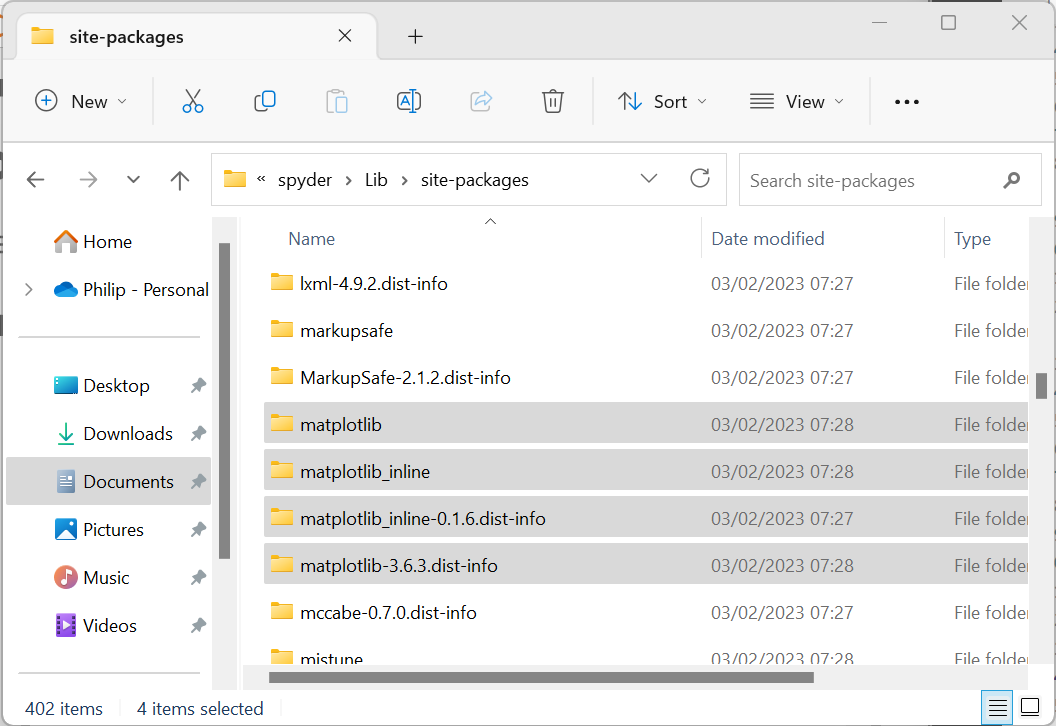 site-packages
New
Sort
View
« spyder > Lib > site-packages
Search site-packages
Home
Philip - Personal
Desktop
Downloads
Documents
Pictures
Music
Videos
Name Date modified Type
lxml-4.9.2.dist-info 03/02/2023 07:27 File folder
markupsafe 03/02/2023 07:27 File folder
MarkupSafe-2.1.2.dist-info 03/02/2023 07:27 File folder
matplotlib 03/02/2023 07:28 File folder
matplotlib_inline 03/02/2023 07:28 File folder
matplotlib_inline-0.1.6.dist-info 03/02/2023 07:27 File folder
matplotlib-3.6.3.dist-info 03/02/2023 07:28 File folder
mccabe-0.7.0.dist-info 03/02/2023 07:27 File folder
mistune 03/02/2023 07:28 File folder
402 items 4 items selected